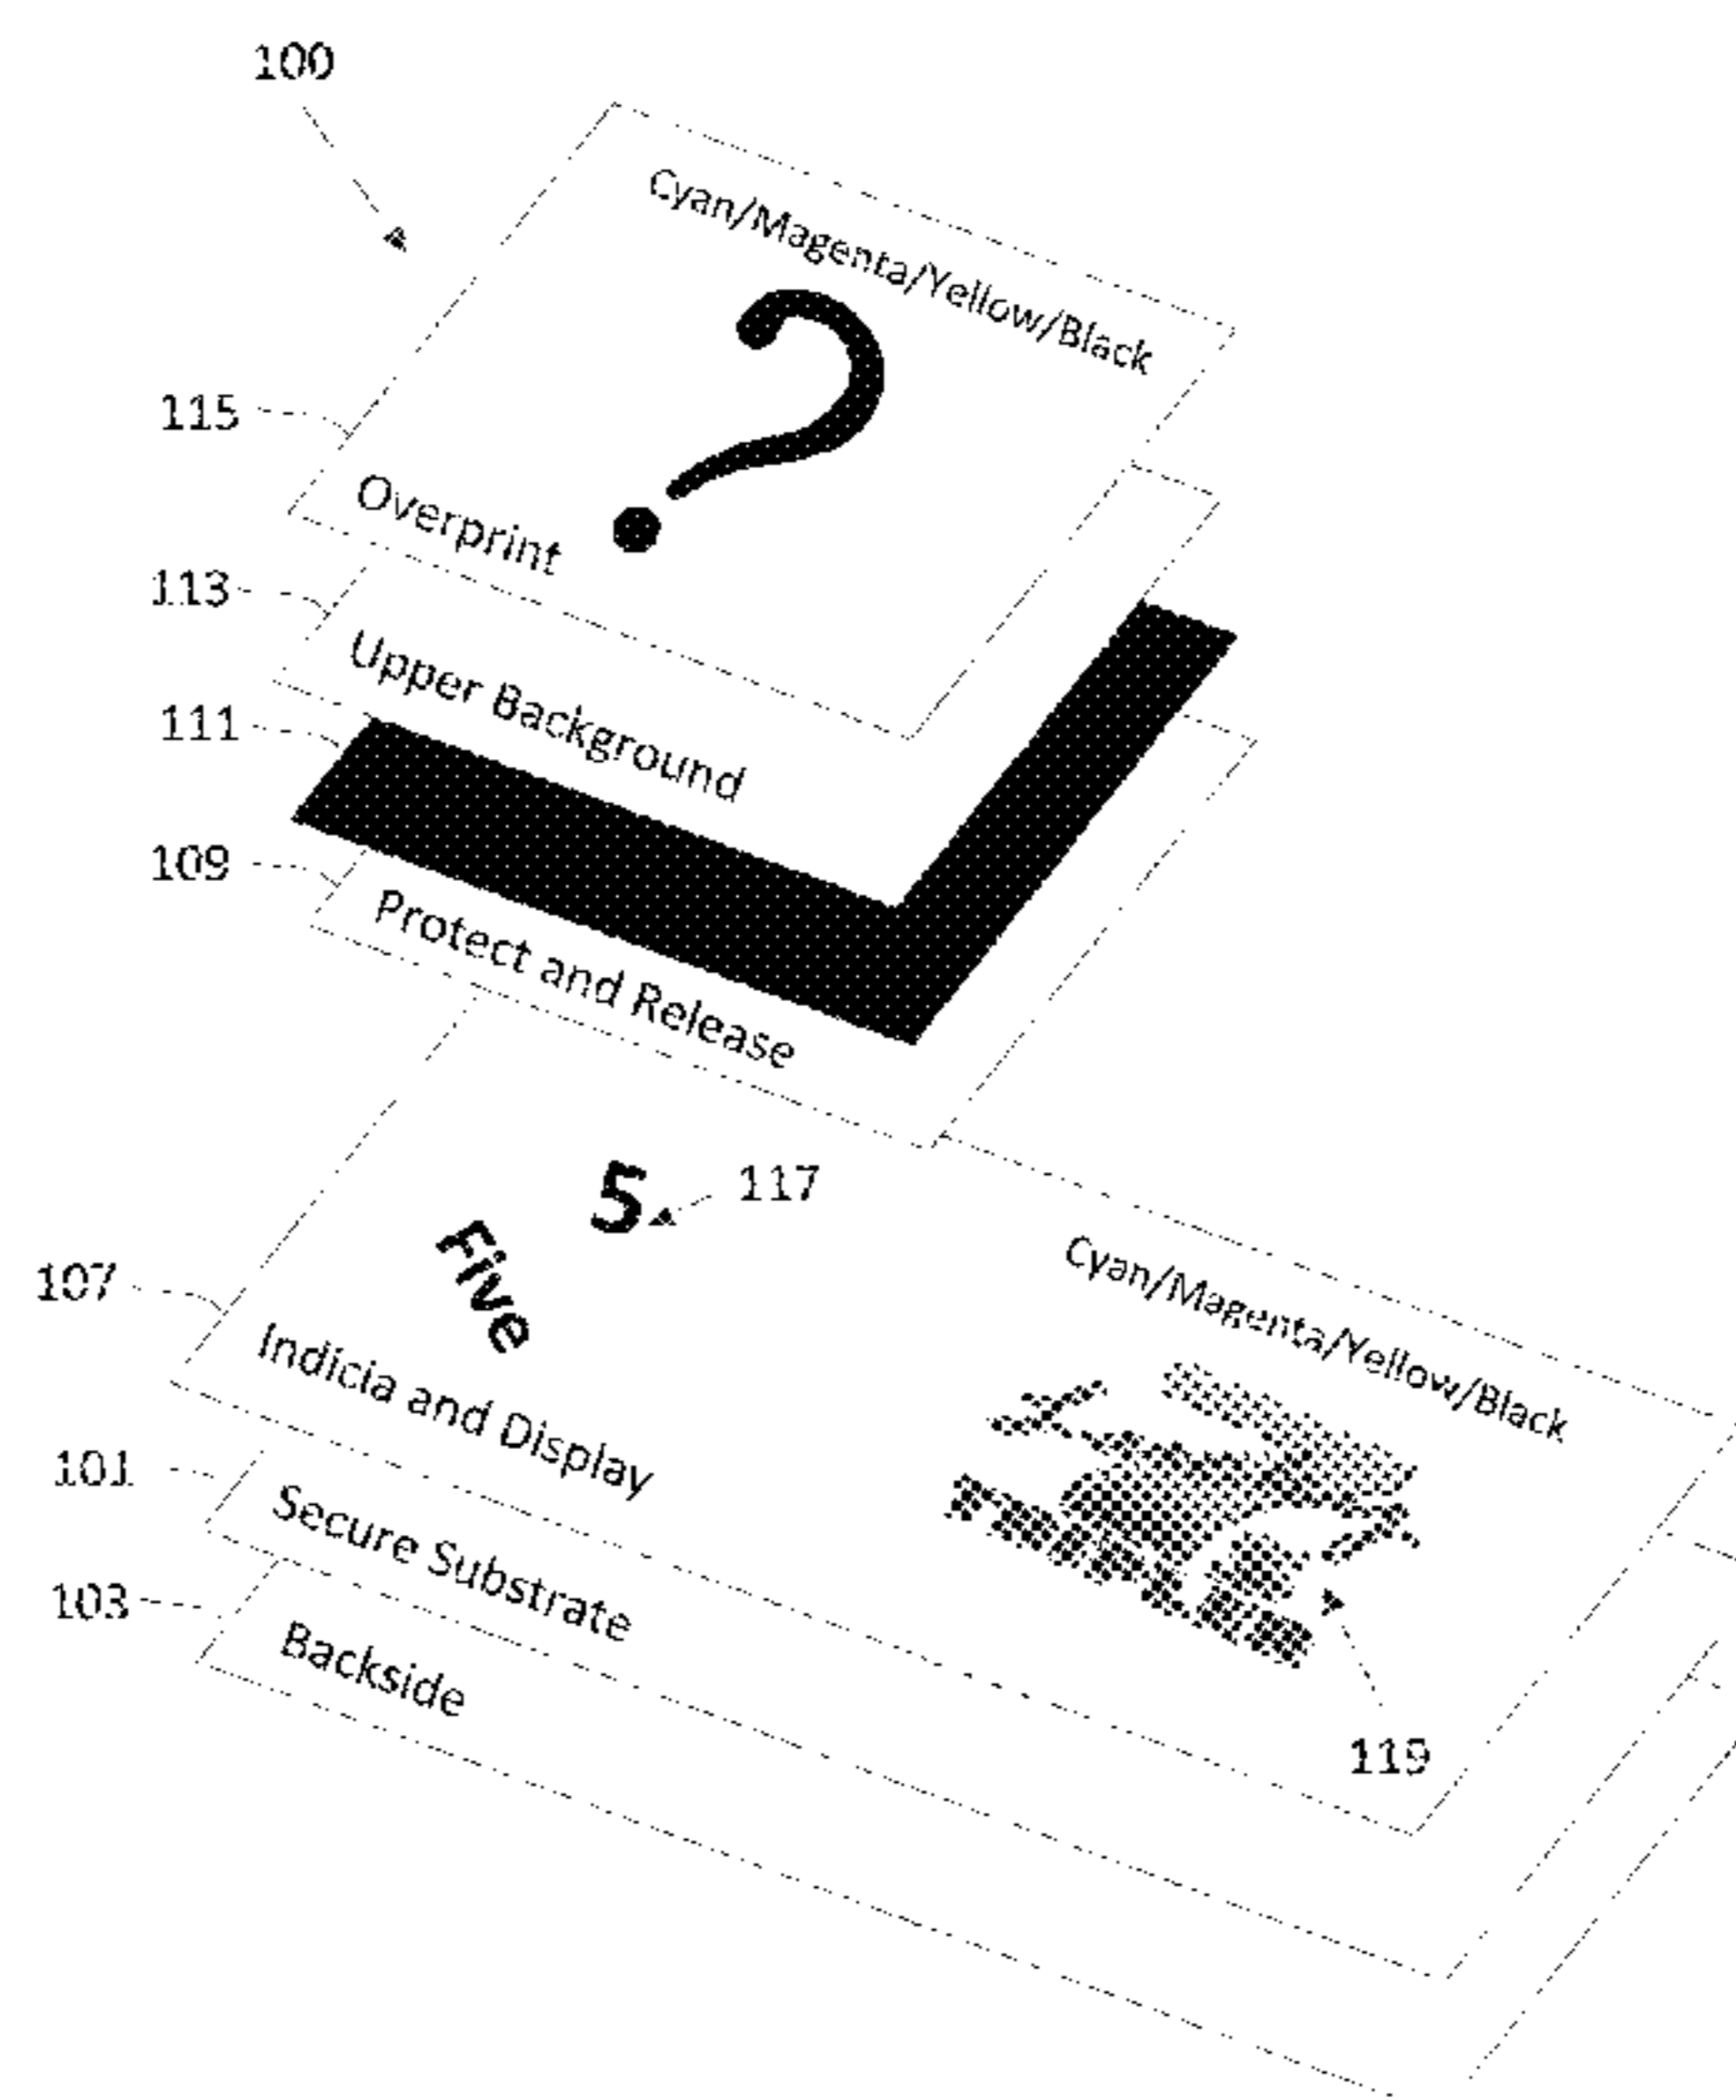 100
Cyan/Magenta/Yellow/Black
?
115
Overprint
113
Upper Background
111
109
Protect and Release
5
117
Five
107
Cyan/Magenta/Yellow/Black
Indicia and Display
101
Secure Substrate
103
Backside
119